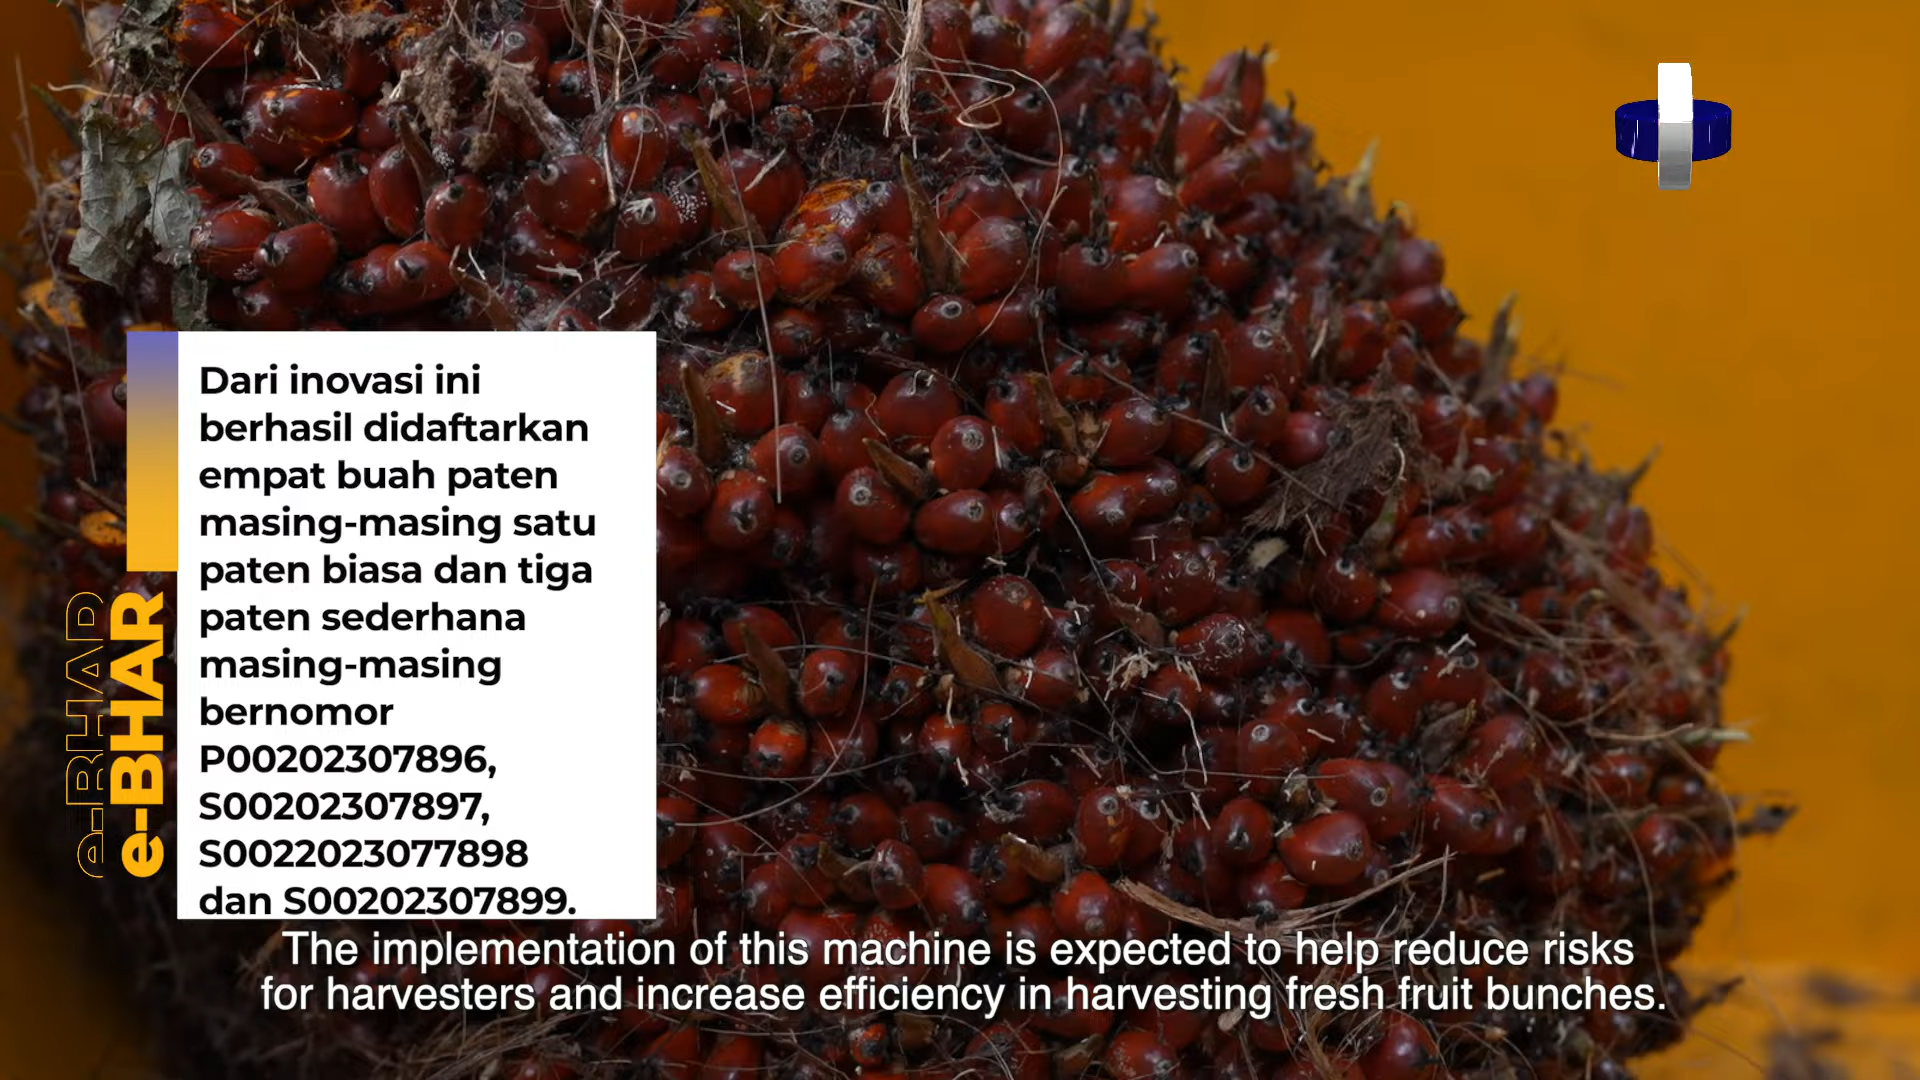 Dari inovasi ini
berhasil didaftarkan
empat buah paten
masing-masing satu
paten biasa dan tiga
paten sederhana
masing-masing
bernomor
P00202307896,
S00202307897,
S0022023077898
dan S00202307899.
e-BHAR
e-BHAR
The implementation of this machine is expected to help reduce risks
for harvesters and increase efficiency in harvesting fresh fruit bunches.